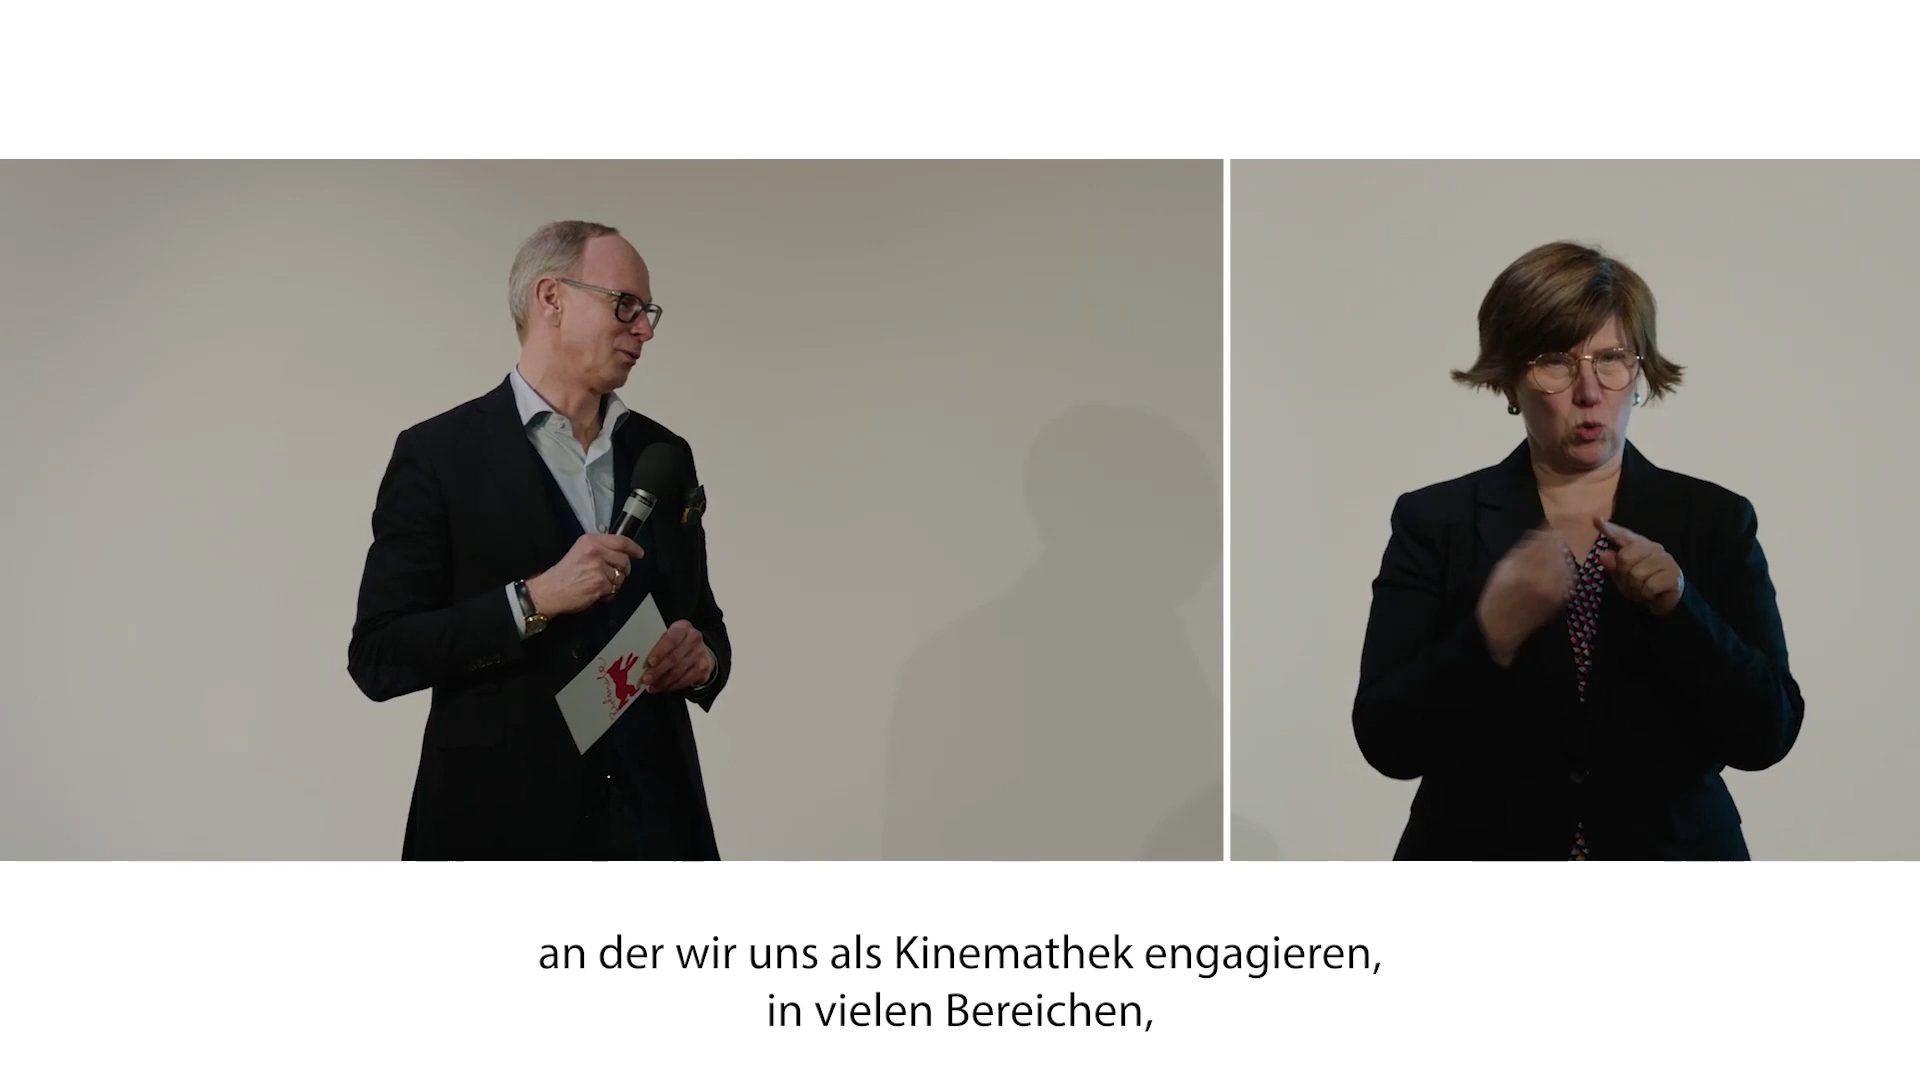 an der wir uns als Kinemathek engagieren,
in vielen Bereichen,